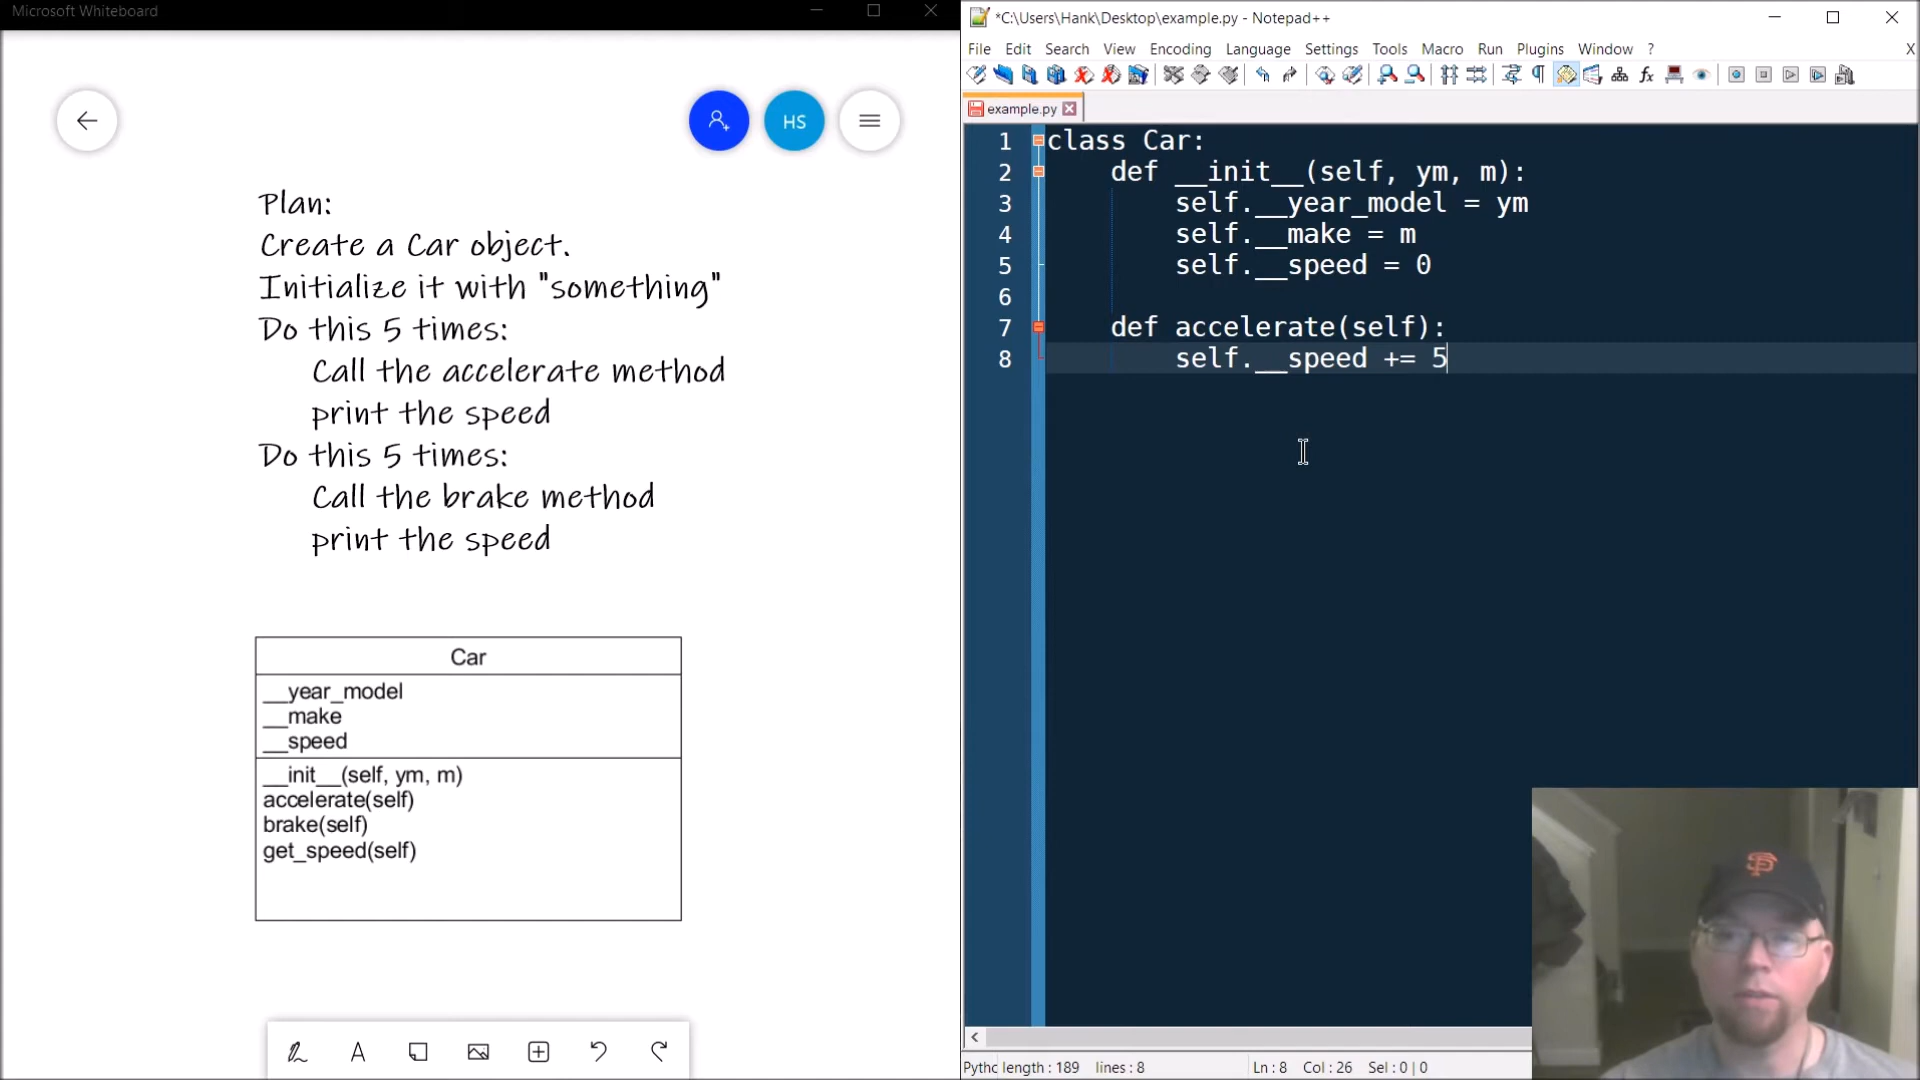 Microsoft Whiteboard
HS
Plan:
Create a Car object.
Initialize it with "something"
Do this 5 times:
Call the accelerate method
print the speed
Do this 5 times:
Call the brake method
print the speed
Car
__year_model
__make
__speed
__init__(self, ym, m)
accelerate(self)
brake(self)
get_speed(self)
*C:\Users\Hank\Desktop\example.py - Notepad++
File Edit Search View Encoding Language Settings Tools Macro Run Plugins Window ? X
example.py
1 class Car:
2 def __init__(self, ym, m):
3 self.__year_model = ym
4 self.__make = m
5 self.__speed = 0
6
7 def accelerate(self):
8 self.__speed += 5
SF
Pythc length : 189 lines : 8 Ln : 8 Col : 26 Sel : 0 | 0